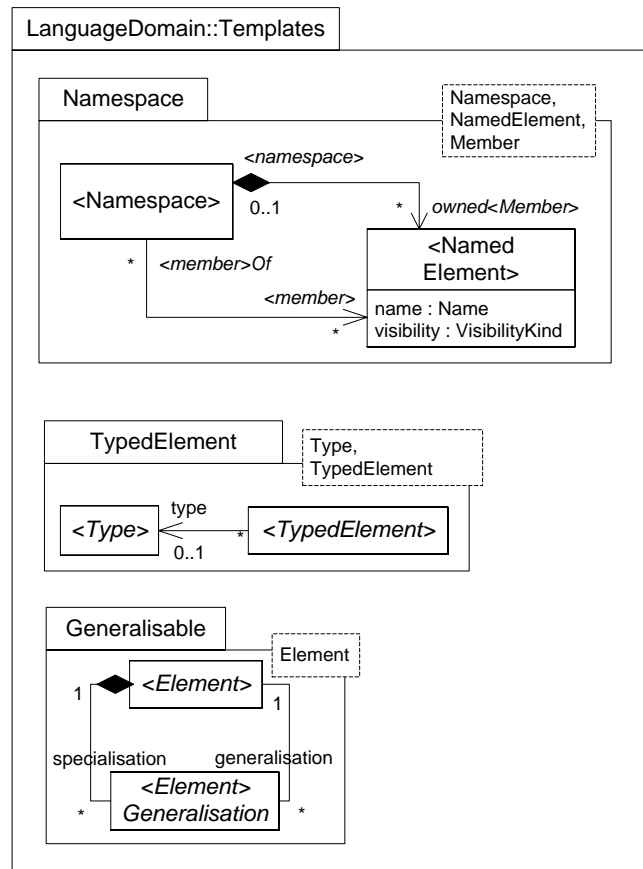 LanguageDomain::Templates
Namespace
Namespace,
NamedElement,
Member
<namespace>
<Namespace>
0..1
*
owned<Member>
<Named
Element>
*
<member>Of
<member>
*
name : Name
visibility : VisibilityKind
TypedElement
Type,
TypedElement
type
<Type>
*
<TypedElement>
0..1
Generalisable
Element
1
<Element>
1
specialisation
generalisation
<Element>
Generalisation
*
*